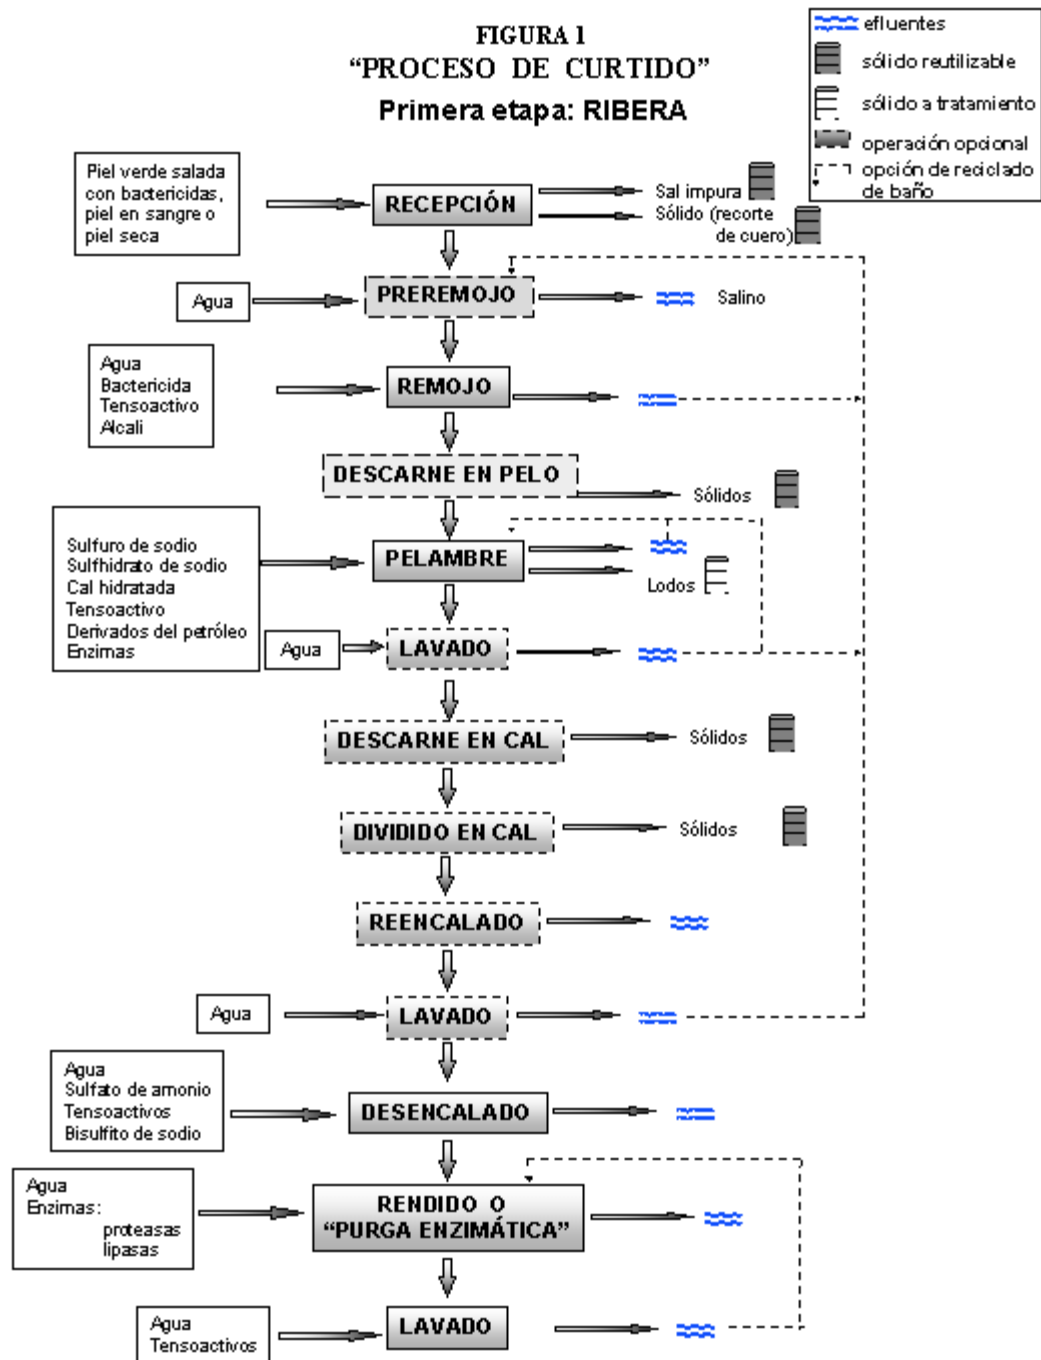 FIGURA 1
“PROCESO DE CURTIDO”
Primera etapa: RIBERA
efluentes
sólido reutilizable
sólido a tratamiento
operación opcional
opción de reciclado
de baño
Piel verde salada
con bactericidas,
piel en sangre o
piel seca
RECEPCIÓN
Sal impura
Sólido (recorte
de cuero)
Agua
PREREMOJO
Salino
Agua
Bactericida
Tensoactivo
Alcali
REMOJO
DESCARNE EN PELO
Sólidos
Sulfuro de sodio
Sulfhidrato de sodio
Cal hidratada
Tensoactivo
Derivados del petróleo
Enzimas
PELAMBRE
Lodos
Agua
LAVADO
DESCARNE EN CAL
Sólidos
DIVIDIDO EN CAL
Sólidos
REENCALADO
Agua
LAVADO
Agua
Sulfato de amonio
Tensoactivos
Bisulfito de sodio
DESENCALADO
Agua
Enzimas:
proteasas
lipasas
RENDIDO O
“PURGA ENZIMÁTICA”
Agua
Tensoactivos
LAVADO